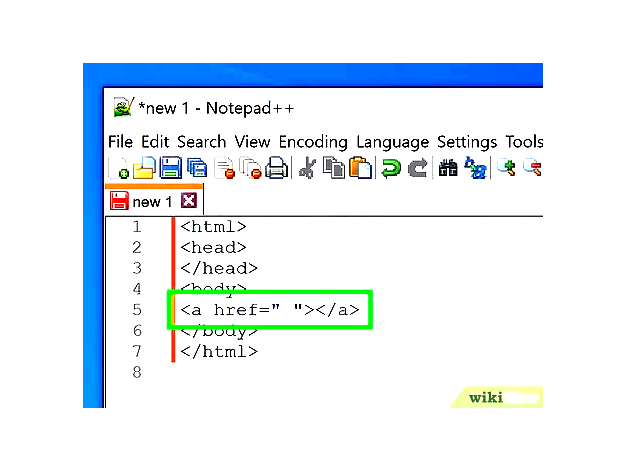 *new 1 - Notepad++
File Edit Search View Encoding Language Settings Tools
new 1
1 <html>
2 <head>
3 </head>
4 <body>
5 <a href=" "></a>
6 </body>
7 </html>
8
wiki